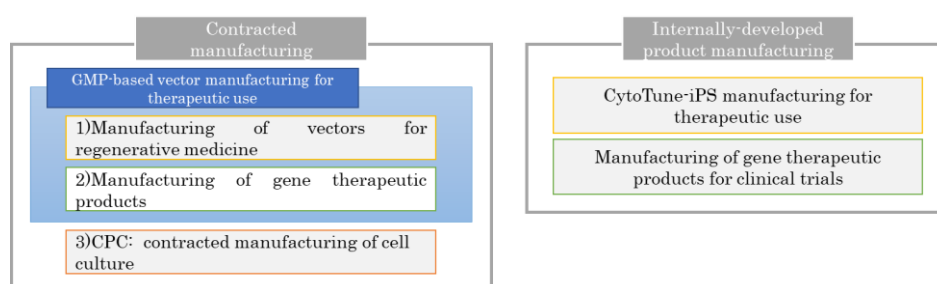 Contracted
manufacturing
GMP-based vector manufacturing for
therapeutic use
1)Manufacturing of vectors for
regenerative medicine
2)Manufacturing of gene therapeutic
products
3)CPC: contracted manufacturing of cell
culture
Internally-developed
product manufacturing
CytoTune-iPS manufacturing for
therapeutic use
Manufacturing of gene therapeutic
products for clinical trials